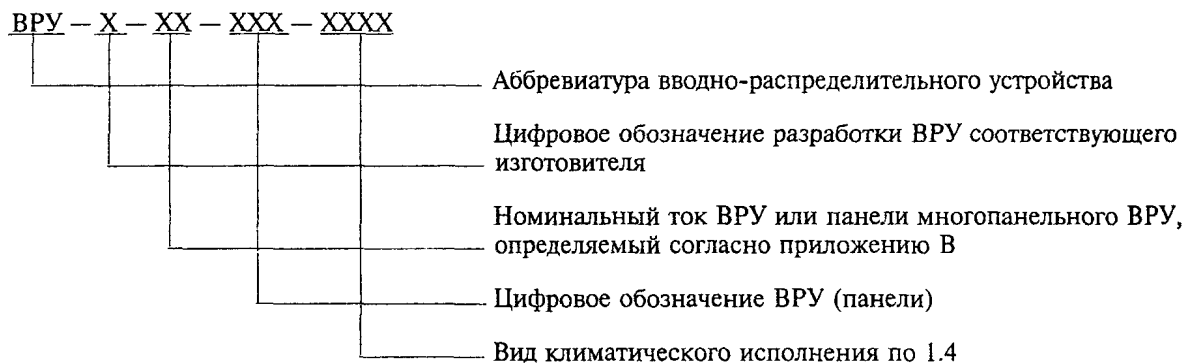 ВРУ – X – XX – XXX – XXXX
Аббревиатура вводно-распределительного устройства
Цифровое обозначение разработки ВРУ соответствующего
изготовителя
Номинальный ток ВРУ или панели многопанельного ВРУ,
определяемый согласно приложению В
Цифровое обозначение ВРУ (панели)
Вид климатического исполнения по 1.4